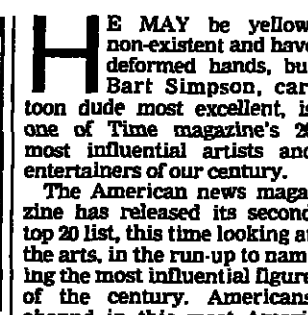 HE MAY be yellow
non-existent and have
deformed hands, bu
Bart Simpson, car
toon dude most excellent, is
one of Time magazine's 2
most influential artists and
entertainers of our century.
The American news maga
zine has released its second
top 20 list, this time looking at
the arts, in the run-up to nam
ing the most influential figure
of the century. Americans